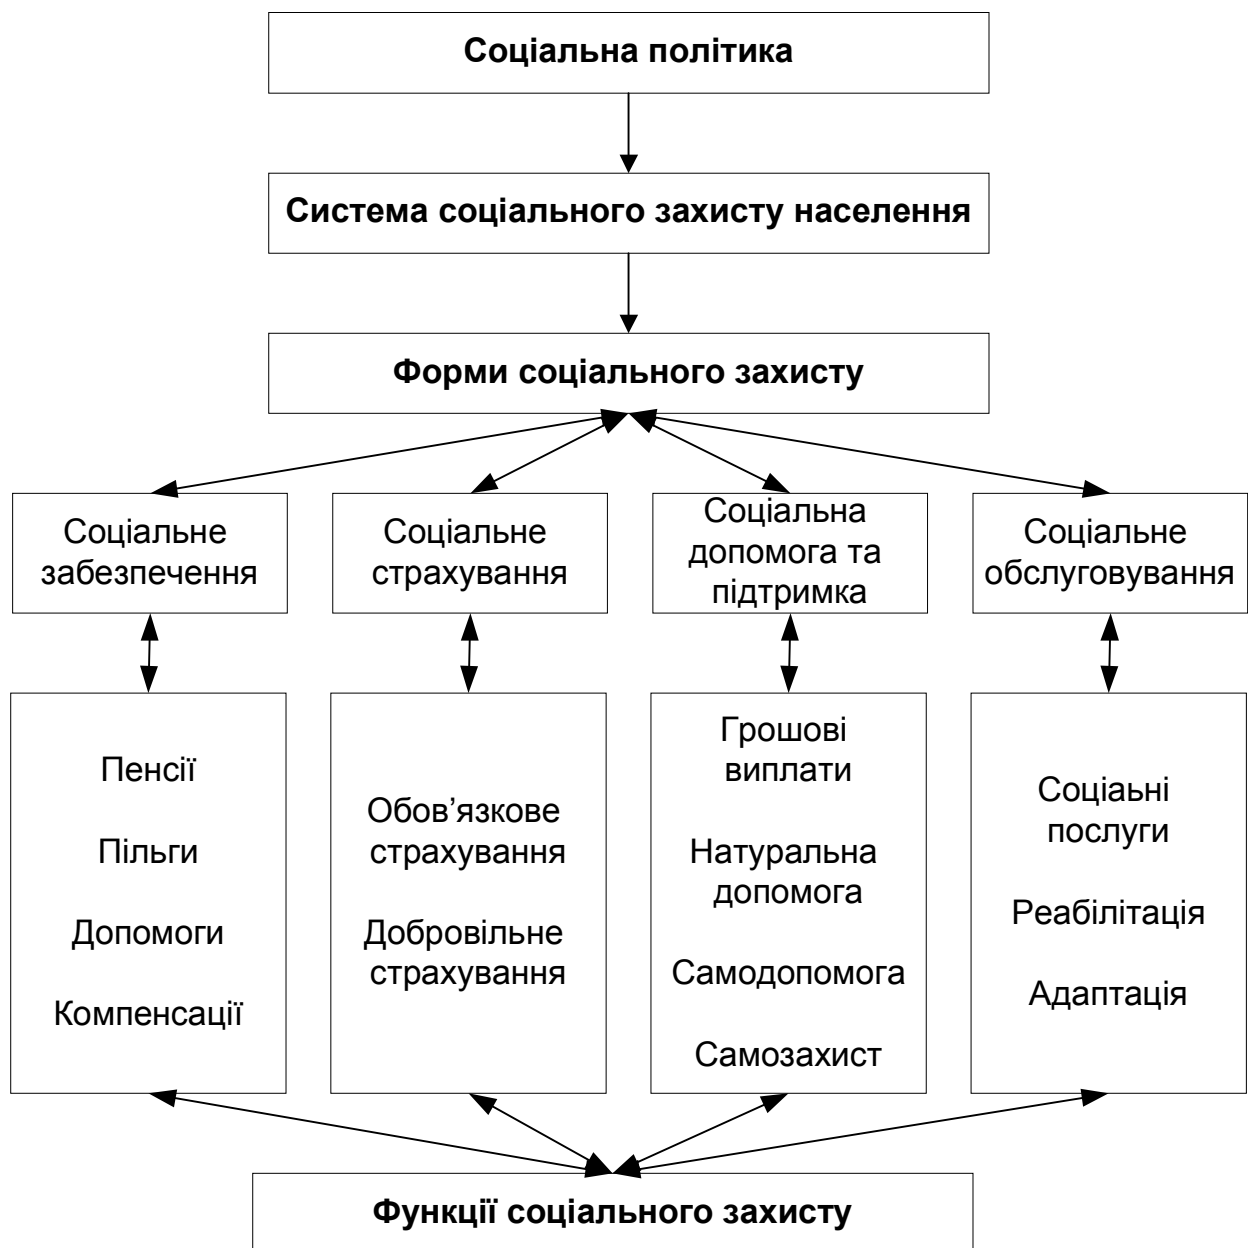 Соціальна політика
Система соціального захисту населення
Форми соціального захисту
Соціальне
забезпечення
Соціальне
страхування
Соціальна
допомога та
підтримка
Соціальне
обслуговування
Пенсії
Пільги
Допомоги
Компенсації
Обов’язкове
страхування
Добровільне
страхування
Грошові
виплати
Натуральна
допомога
Самодопомога
Самозахист
Соціаьні
послуги
Реабілітація
Адаптація
Функції соціального захисту